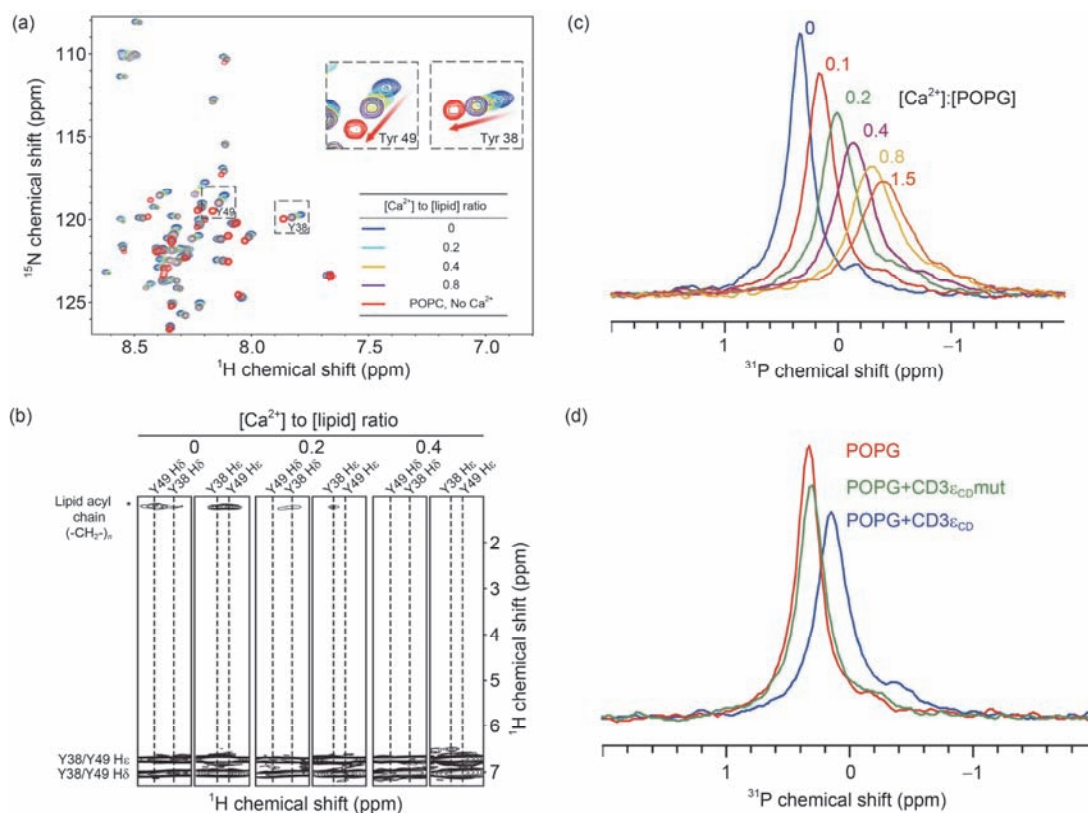 (a)
110
115
120
125
¹⁵N chemical shift (ppm)
8.5
8.0
7.5
7.0
¹H chemical shift (ppm)
Tyr 49
Tyr 38
Y49
Y38
[Ca²⁺] to [lipid] ratio
0
0.2
0.4
0.8
POPC, No Ca²⁺
(b)
[Ca²⁺] to [lipid] ratio
0
0.2
0.4
Y49 Hδ
Y38 Hδ
Y38 Hε
Y49 Hε
Y49 Hδ
Y38 Hδ
Y38 Hε
Y49 Hε
Y49 Hδ
Y38 Hδ
Y38 Hε
Y49 Hε
Lipid acyl
chain
(-CH₂-)ₙ
*
2
3
4
5
6
7
¹H chemical shift (ppm)
Y38/Y49 Hε
Y38/Y49 Hδ
¹H chemical shift (ppm)
(c)
0
0.1
0.2
0.4
0.8
1.5
[Ca²⁺]:[POPG]
1
0
−1
³¹P chemical shift (ppm)
(d)
POPG
POPG+CD3ε_CD mut
POPG+CD3ε_CD
1
0
−1
³¹P chemical shift (ppm)